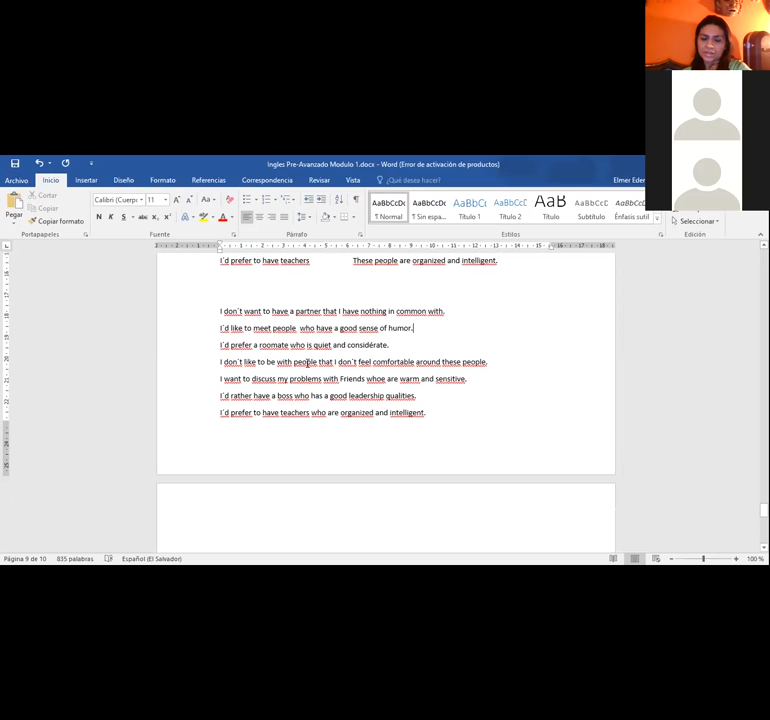 Ingles Pre-Avanzado Modulo 1.docx - Word (Error de activación de productos)
Archivo Inicio Insertar Diseño Formato Referencias Correspondencia Revisar Vista ¿Qué desea hacer? Elmer Eder
Pegar
Cortar
Copiar
Copiar formato
Calibri (Cuerpo 11
N K S abc x₂ x²
AaBbCcDc AaBbCcDc AaBbC( AaBbCcD AaB AaBbCcD AaBbCcDc
¶ Normal ¶ Sin espa... Título 1 Título 2 Título Subtítulo Énfasis sutil
Seleccionar
Portapapeles Fuente Párrafo Estilos Edición
I´d prefer to have teachers These people are organized and intelligent.
I don´t want to have a partner that I have nothing in common with.
I´d like to meet people who have a good sense of humor.
I´d prefer a roomate who is quiet and considérate.
I don´t like to be with people that I don´t feel comfortable around these people.
I want to discuss my problems with Friends whoe are warm and sensitive.
I´d rather have a boss who has a good leadership qualities.
I´d prefer to have teachers who are organized and intelligent.
Página 9 de 10 835 palabras Español (El Salvador) 100 %